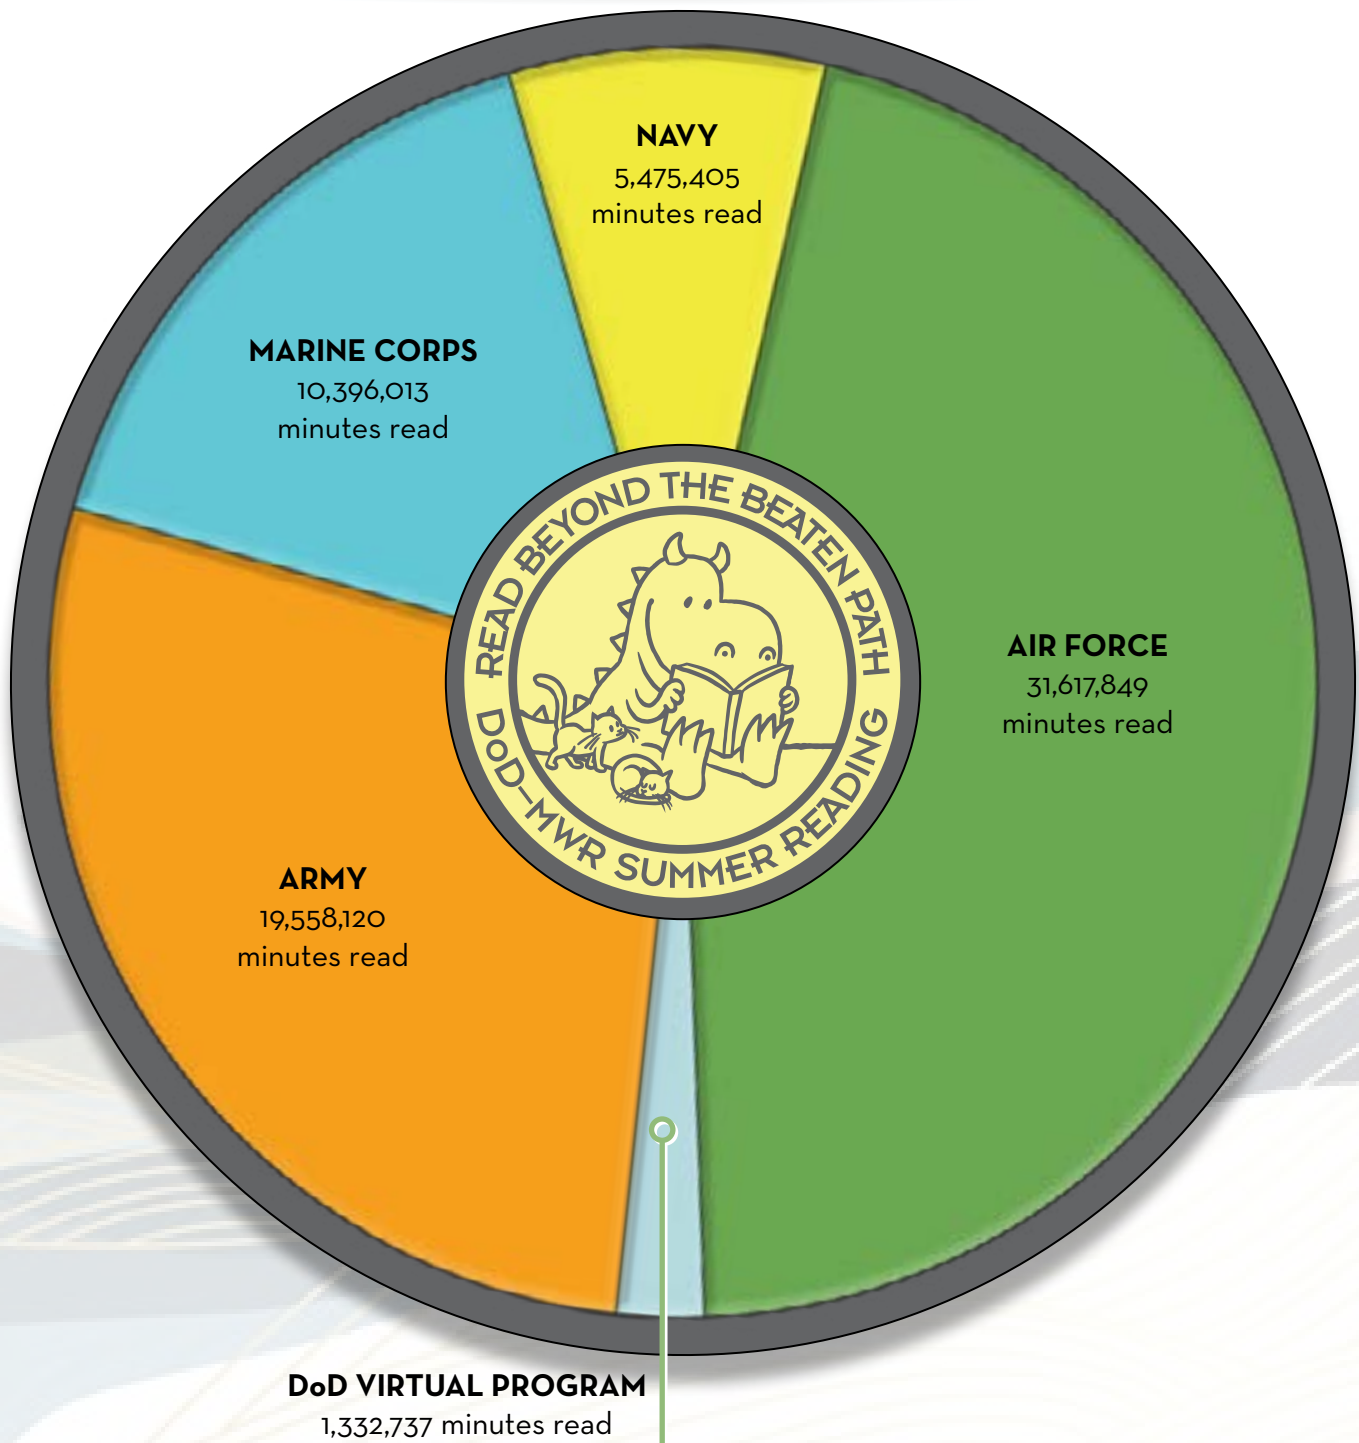 NAVY
5,475,405
minutes read
MARINE CORPS
10,396,013
minutes read
READ BEYOND THE BEATEN PATH
DoD–MWR SUMMER READING
AIR FORCE
31,617,849
minutes read
ARMY
19,558,120
minutes read
DoD VIRTUAL PROGRAM
1,332,737 minutes read